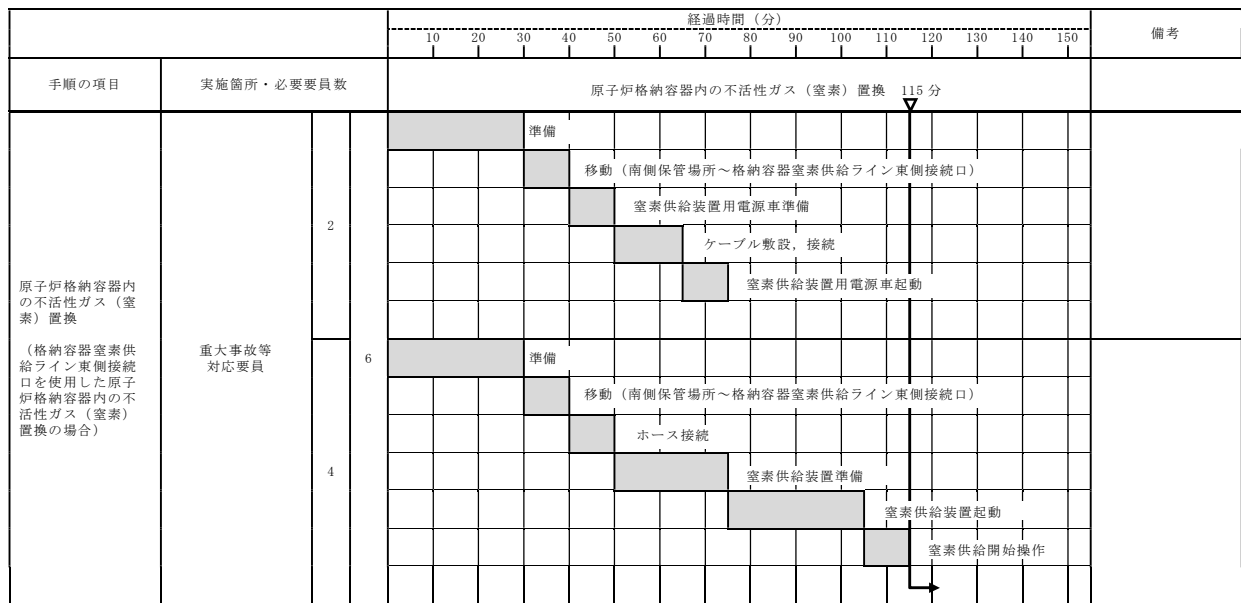 経過時間（分）
備考
10 20 30 40 50 60 70 80 90 100 110 120 130 140 150
手順の項目
実施箇所・必要要員数
原子炉格納容器内の不活性ガス（窒素）置換 115分
原子炉格納容器内
の不活性ガス（窒
素）置換
（格納容器窒素供
給ライン東側接続
口を使用した原子
炉格納容器内の不
活性ガス（窒素）
置換の場合）
重大事故等
対応要員
2
4
6
準備
移動（南側保管場所～格納容器窒素供給ライン東側接続口）
窒素供給装置用電源車準備
ケーブル敷設，接続
窒素供給装置用電源車起動
準備
移動（南側保管場所～格納容器窒素供給ライン東側接続口）
ホース接続
窒素供給装置準備
窒素供給装置起動
窒素供給開始操作